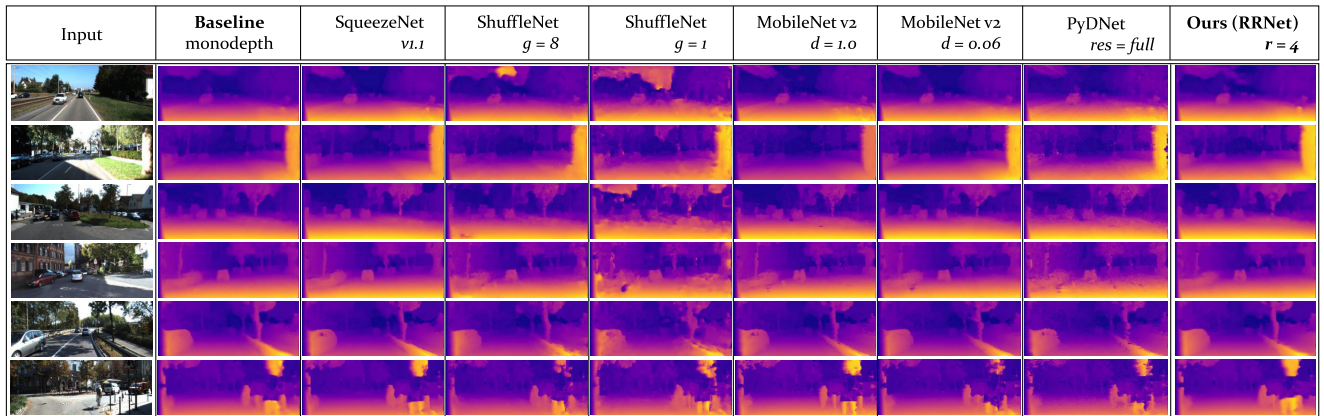 Input
Baseline
monodepth
SqueezeNet
v1.1
ShuffleNet
g = 8
ShuffleNet
g = 1
MobileNet v2
d = 1.0
MobileNet v2
d = 0.06
PyDNet
res = full
Ours (RRNet)
r = 4